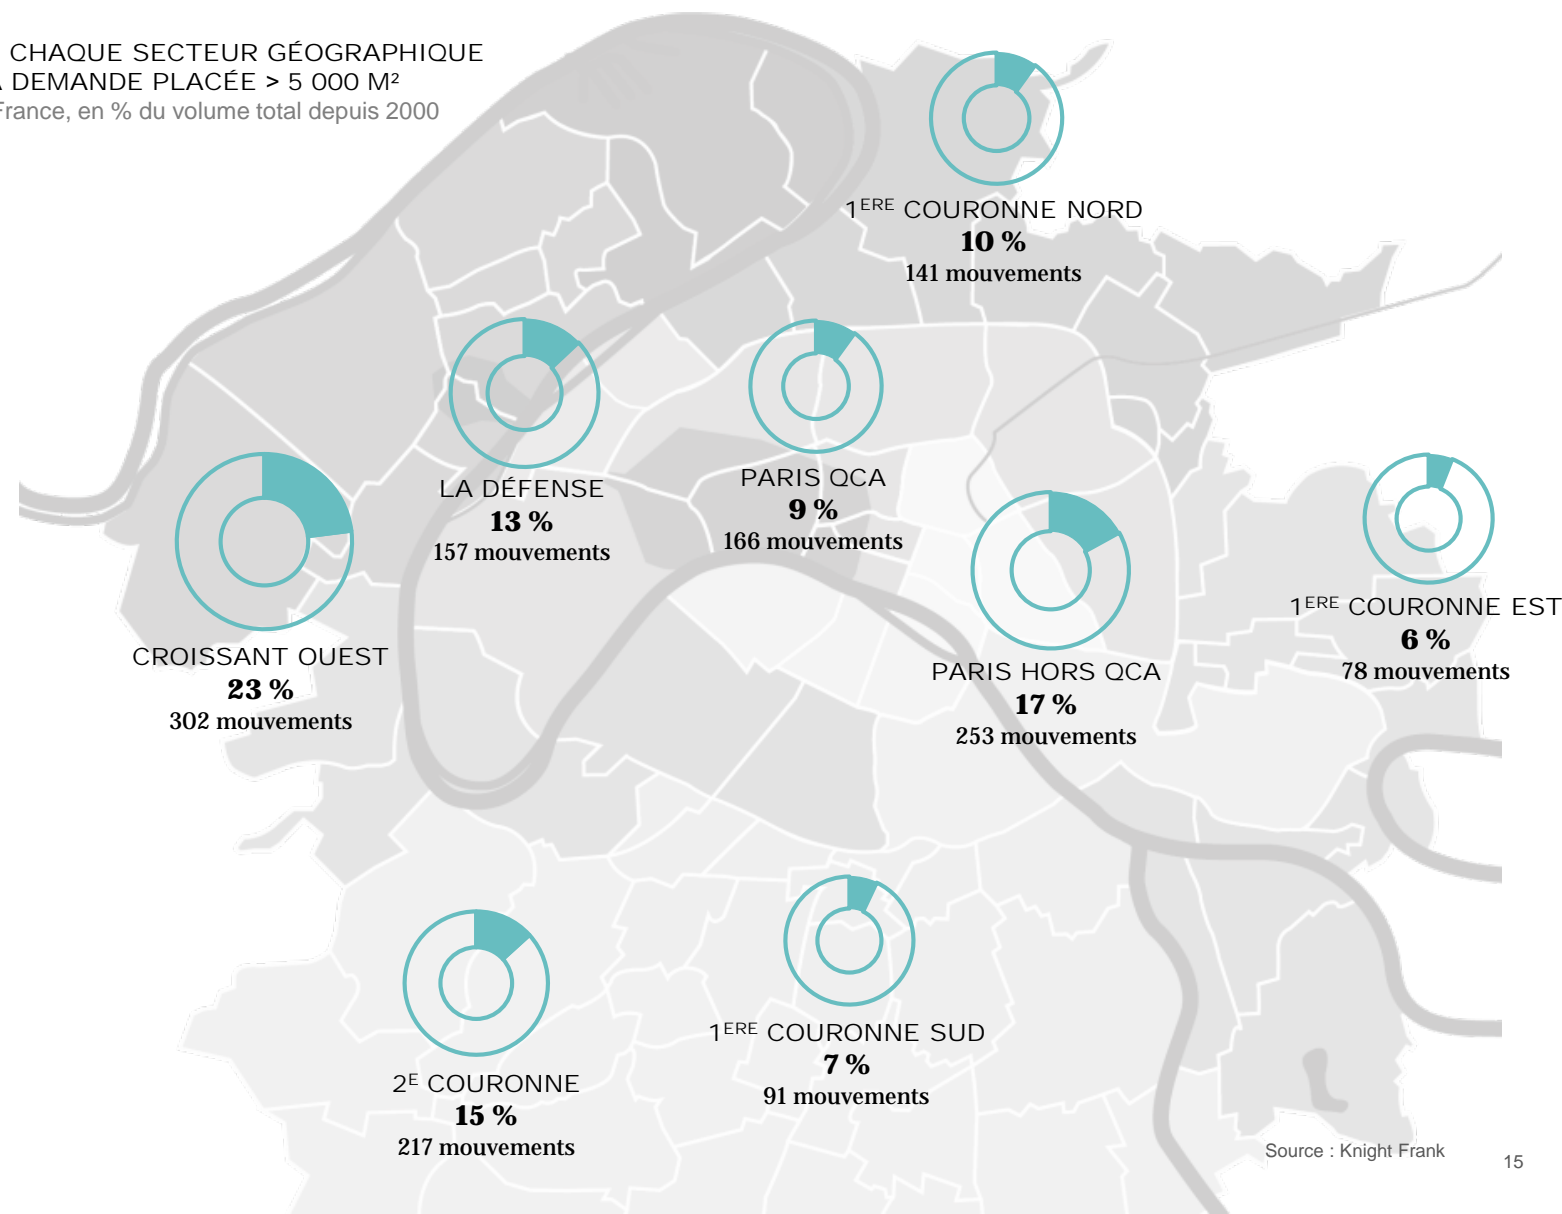 CHAQUE SECTEUR GÉOGRAPHIQUE
DEMANDE PLACÉE > 5 000 M²
France, en % du volume total depuis 2000
1ERE COURONNE NORD
10 %
141 mouvements
LA DÉFENSE
13 %
157 mouvements
PARIS QCA
9 %
166 mouvements
CROISSANT OUEST
23 %
302 mouvements
PARIS HORS QCA
17 %
253 mouvements
1ERE COURONNE EST
6 %
78 mouvements
2E COURONNE
15 %
217 mouvements
1ERE COURONNE SUD
7 %
91 mouvements
Source : Knight Frank
15